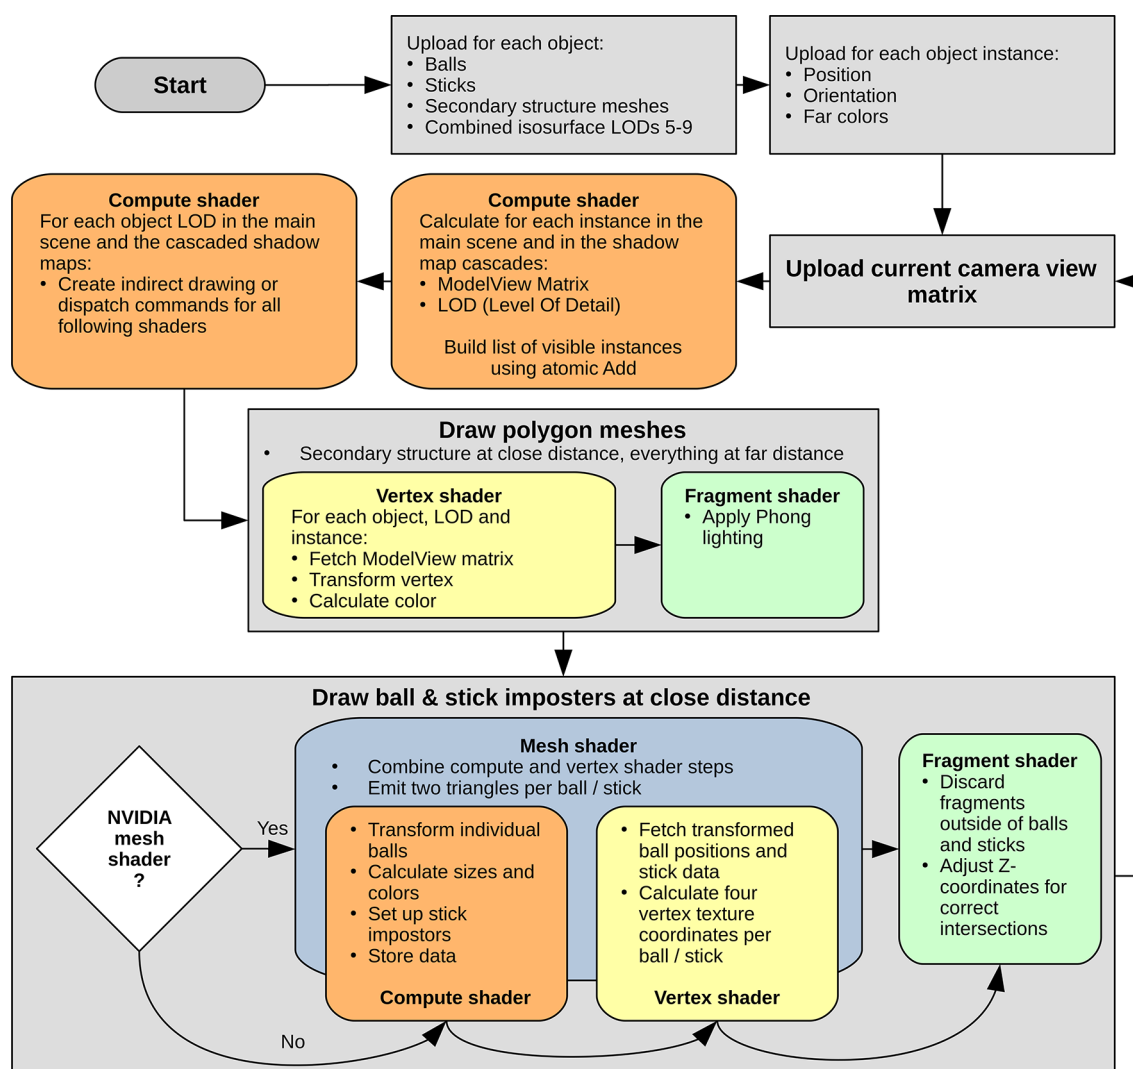 Start
Upload for each object:
• Balls
• Sticks
• Secondary structure meshes
• Combined isosurface LODs 5-9
Upload for each object instance:
• Position
• Orientation
• Far colors
Upload current camera view
matrix
Compute shader
Calculate for each instance in the
main scene and in the shadow
map cascades:
• ModelView Matrix
• LOD (Level Of Detail)
Build list of visible instances
using atomic Add
Compute shader
For each object LOD in the main
scene and the cascaded shadow
maps:
• Create indirect drawing or
dispatch commands for all
following shaders
Draw polygon meshes
• Secondary structure at close distance, everything at far distance
Vertex shader
For each object, LOD and
instance:
• Fetch ModelView matrix
• Transform vertex
• Calculate color
Fragment shader
• Apply Phong
lighting
Draw ball & stick imposters at close distance
NVIDIA
mesh
shader
?
Yes
No
Mesh shader
• Combine compute and vertex shader steps
• Emit two triangles per ball / stick
• Transform individual
balls
• Calculate sizes and
colors
• Set up stick
impostors
• Store data
Compute shader
• Fetch transformed
ball positions and
stick data
• Calculate four
vertex texture
coordinates per
ball / stick
Vertex shader
Fragment shader
• Discard
fragments
outside of balls
and sticks
• Adjust Z-
coordinates for
correct
intersections